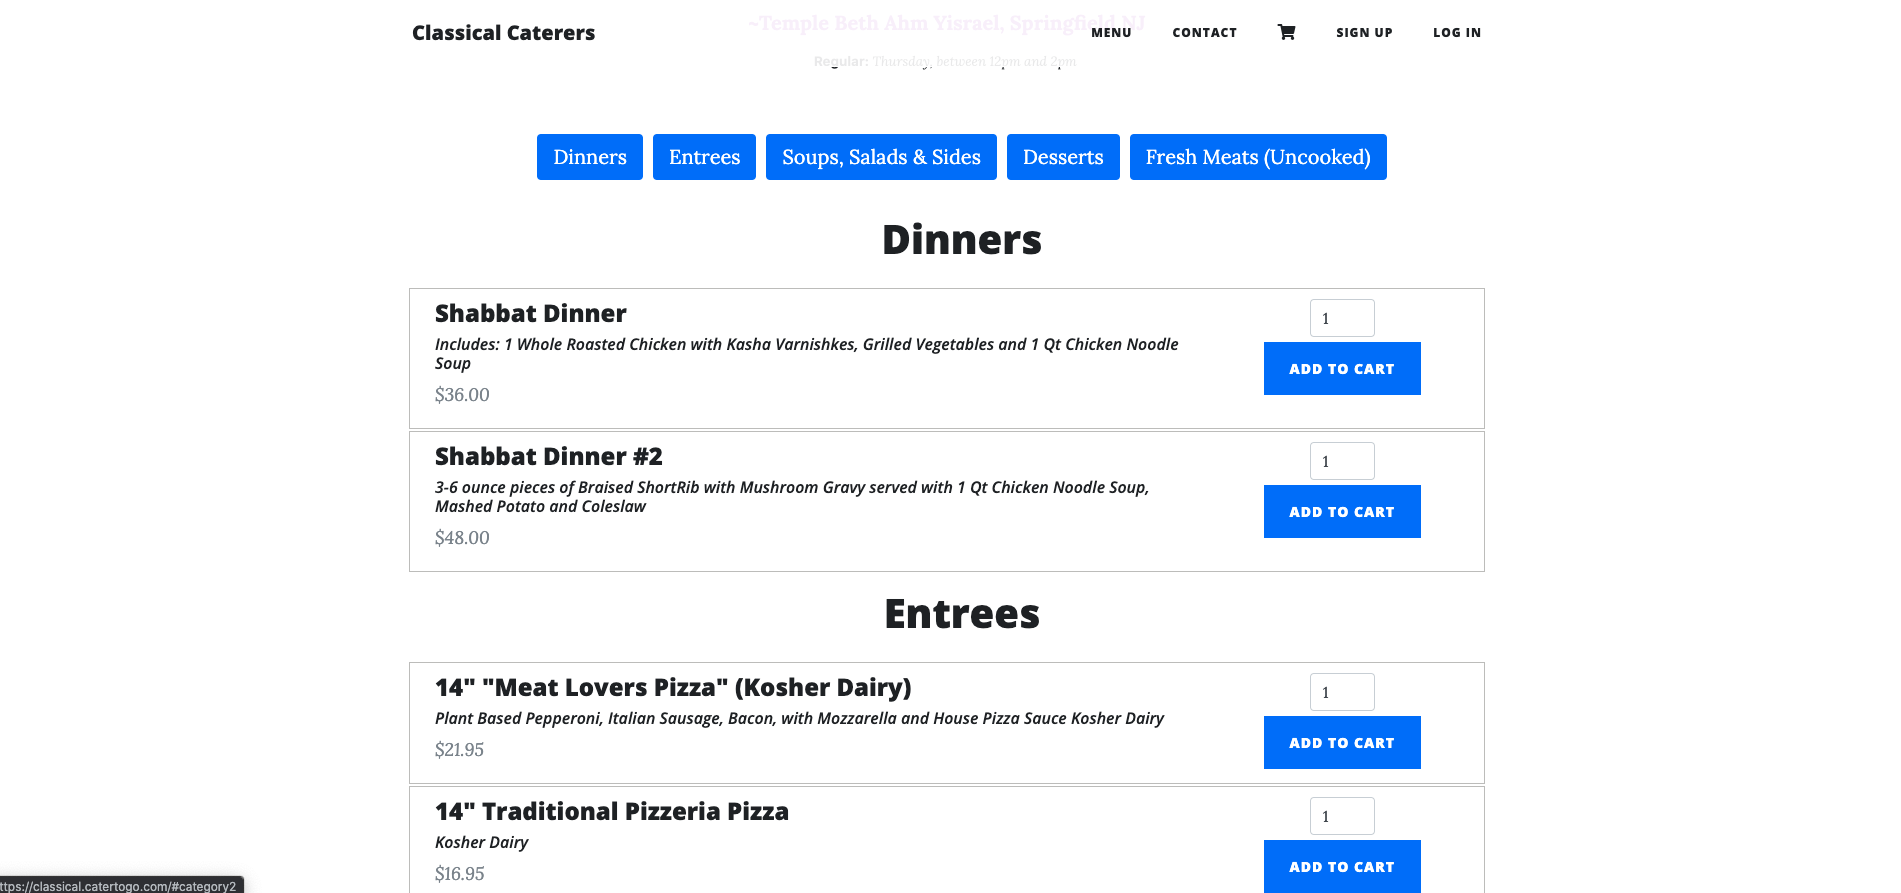 Classical Caterers
~Temple Beth Ahm Yisrael, Springfield NJ
MENU
CONTACT
SIGN UP
LOG IN
Regular: Thursday, between 12pm and 2pm
Dinners
Entrees
Soups, Salads & Sides
Desserts
Fresh Meats (Uncooked)
Dinners
Shabbat Dinner
Includes: 1 Whole Roasted Chicken with Kasha Varnishkes, Grilled Vegetables and 1 Qt Chicken Noodle
Soup
$36.00
1
ADD TO CART
Shabbat Dinner #2
3-6 ounce pieces of Braised ShortRib with Mushroom Gravy served with 1 Qt Chicken Noodle Soup,
Mashed Potato and Coleslaw
$48.00
1
ADD TO CART
Entrees
14" "Meat Lovers Pizza" (Kosher Dairy)
Plant Based Pepperoni, Italian Sausage, Bacon, with Mozzarella and House Pizza Sauce Kosher Dairy
$21.95
1
ADD TO CART
14" Traditional Pizzeria Pizza
Kosher Dairy
$16.95
1
ADD TO CART
ttps://classical.catertogo.com/#category2